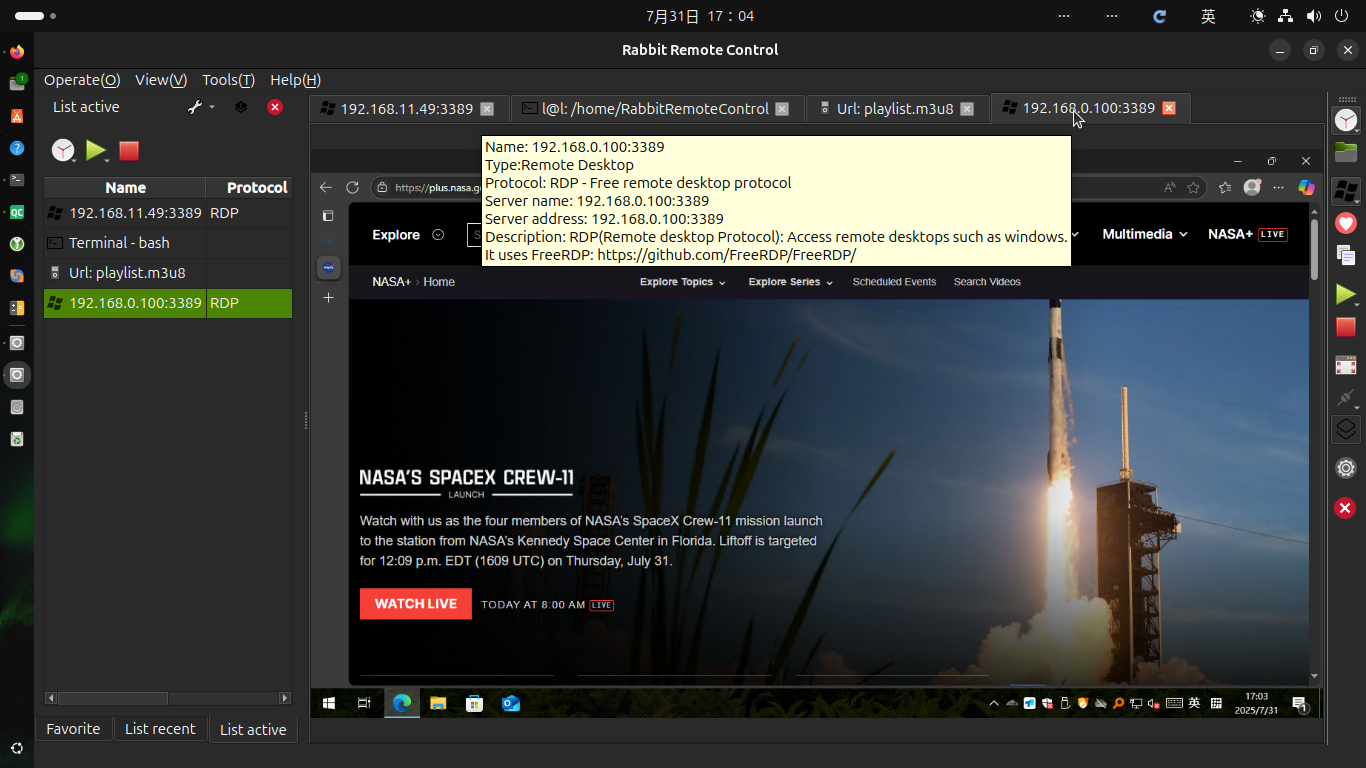 7月31日 17：04
英
Rabbit Remote Control
Operate(O) View(V) Tools(T) Help(H)
List active
192.168.11.49:3389
l@l: /home/RabbitRemoteControl
Url: playlist.m3u8
192.168.0.100:3389
Name Protocol
192.168.11.49:3389 RDP
Terminal - bash
Url: playlist.m3u8
192.168.0.100:3389 RDP
Favorite
List recent
List active
Name: 192.168.0.100:3389
Type:Remote Desktop
Protocol: RDP - Free remote desktop protocol
Server name: 192.168.0.100:3389
Server address: 192.168.0.100:3389
Description: RDP(Remote desktop Protocol): Access remote desktops such as windows.
It uses FreeRDP: https://github.com/FreeRDP/FreeRDP/
https://plus.nasa.g
Explore
Multimedia
NASA+ LIVE
NASA+ › Home
Explore Topics
Explore Series
Scheduled Events
Search Videos
NASA'S SPACEX CREW-11
LAUNCH
Watch with us as the four members of NASA's SpaceX Crew-11 mission launch
to the station from NASA's Kennedy Space Center in Florida. Liftoff is targeted
for 12:09 p.m. EDT (1609 UTC) on Thursday, July 31.
WATCH LIVE
TODAY AT 8:00 AM LIVE
英
17:03
2025/7/31
1
QC
1